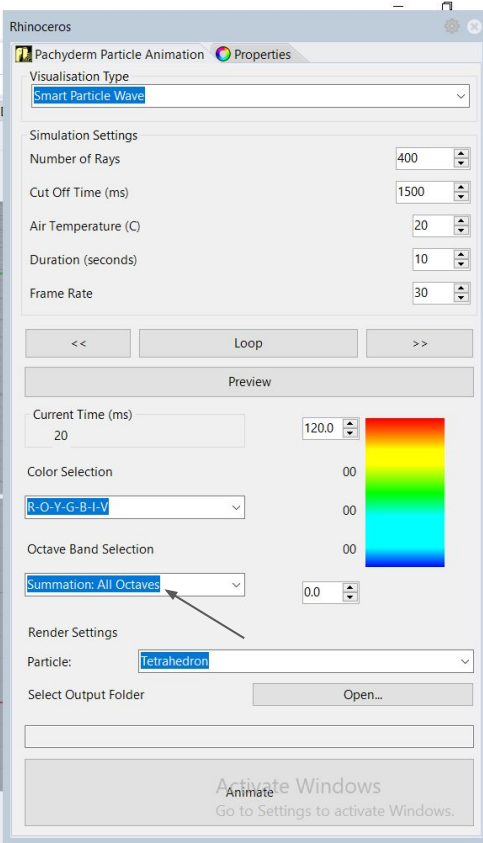 Rhinoceros
Pachyderm Particle Animation Properties
Visualisation Type
Smart Particle Wave
Simulation Settings
Number of Rays 400
Cut Off Time (ms) 1500
Air Temperature (C) 20
Duration (seconds) 10
Frame Rate 30
<< Loop >>
Preview
Current Time (ms)
20
120.0
Color Selection 00
R-O-Y-G-B-I-V 00
Octave Band Selection 00
Summation: All Octaves 0.0
Render Settings
Particle: Tetrahedron
Select Output Folder Open...
Animate
Activate Windows
Go to Settings to activate Windows.